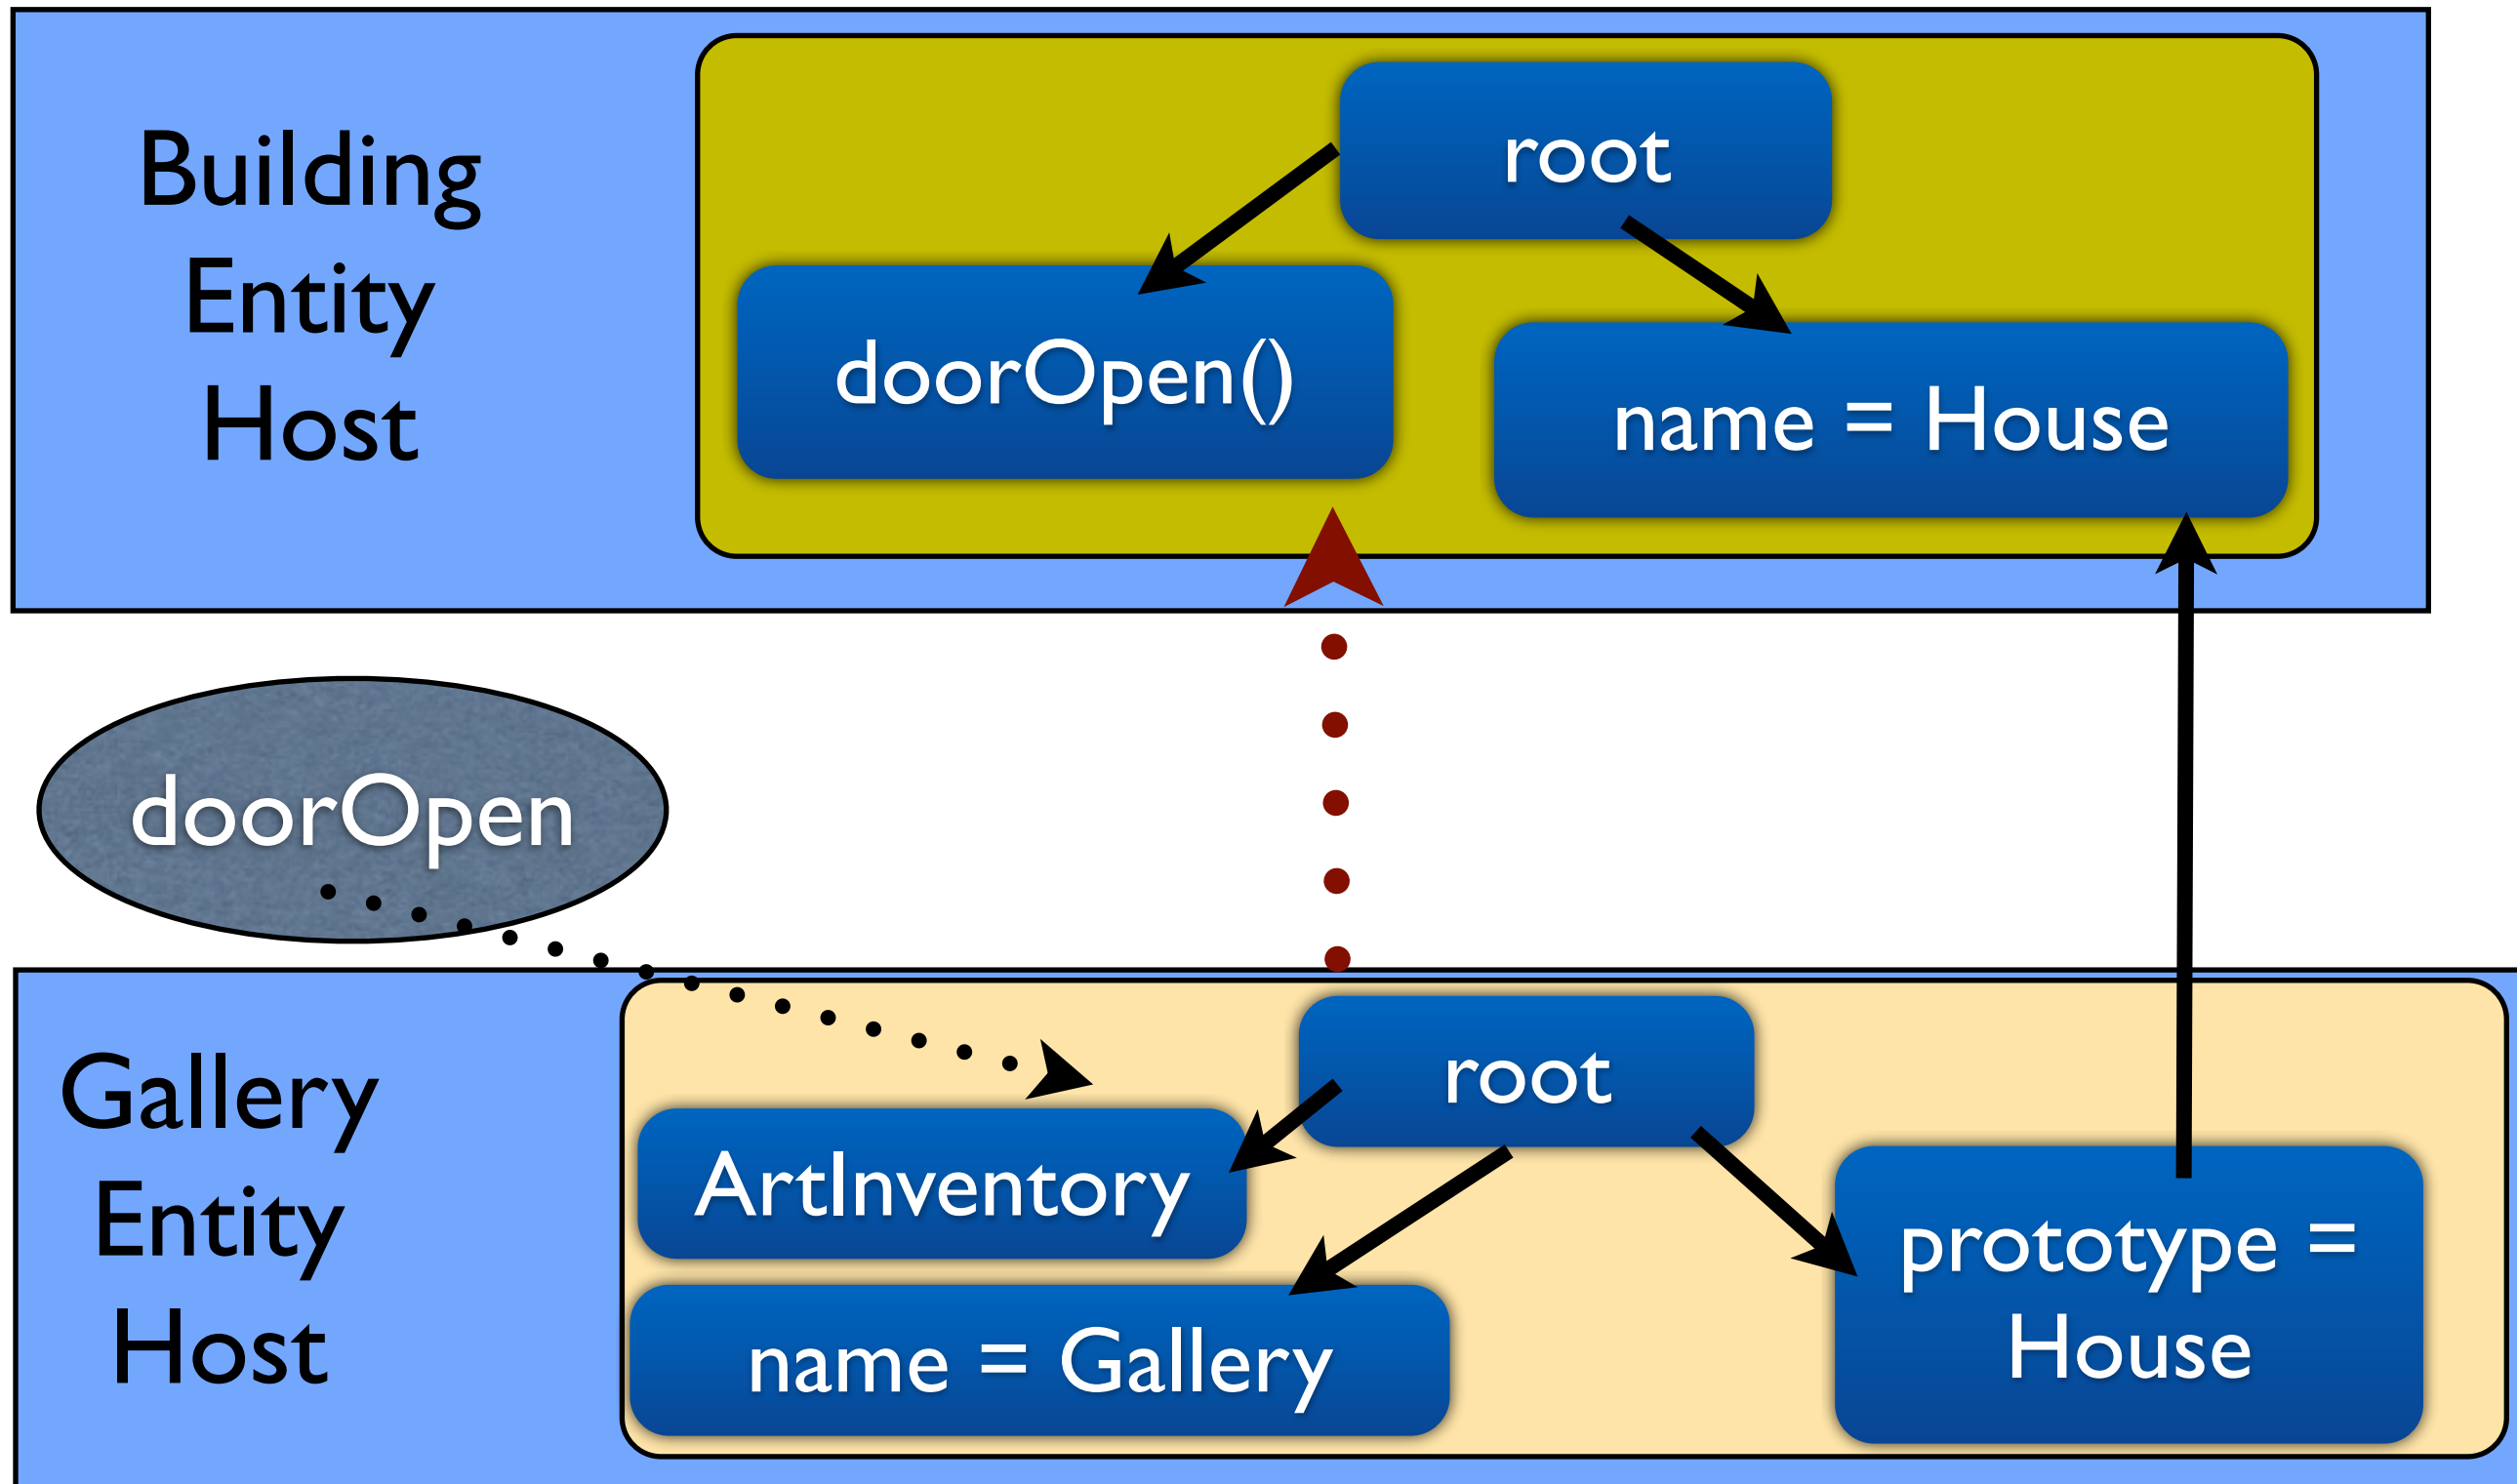 Building
Entity
Host
root
doorOpen()
name = House
doorOpen
Gallery
Entity
Host
root
ArtInventory
name = Gallery
prototype =
House